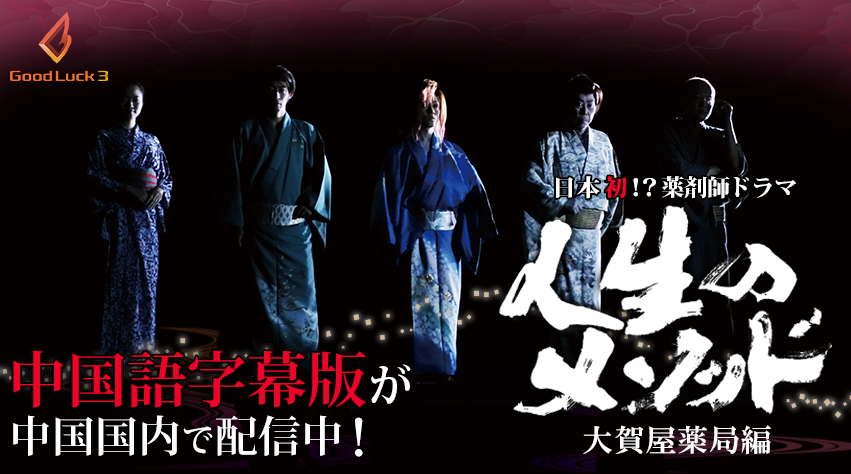 Good Luck 3
日本初!?薬剤師ドラマ
人生の
メソッド
大賀屋薬局編
中国語字幕版が
中国国内で配信中!